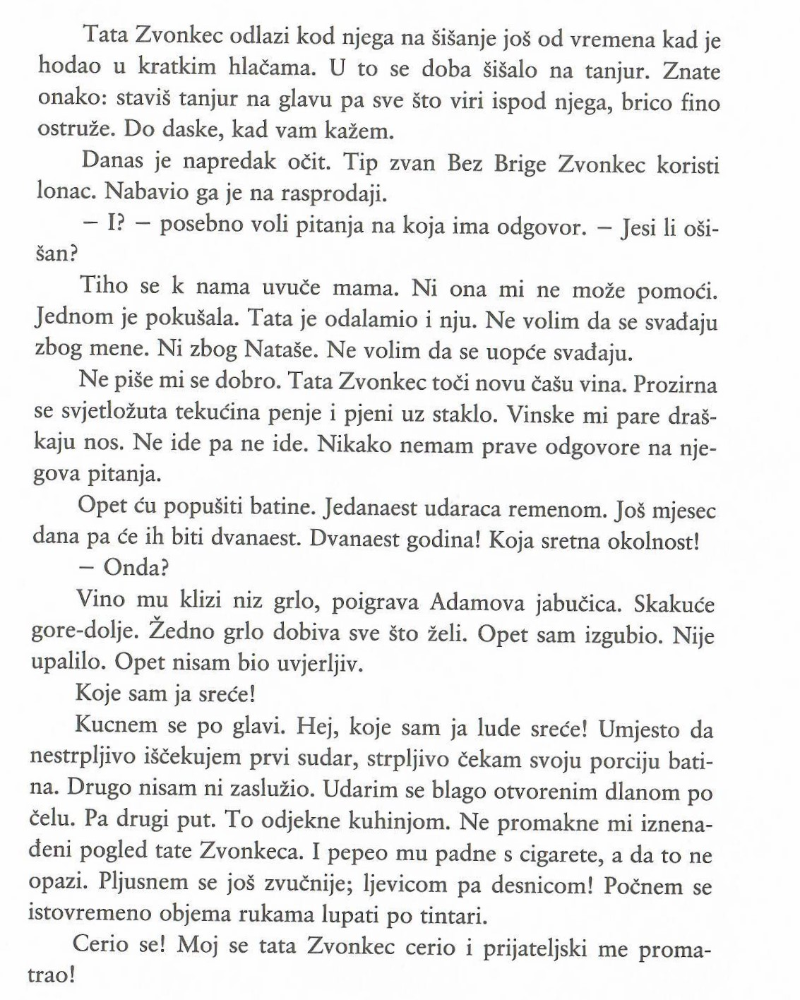 Tata Zvonkec odlazi kod njega na šišanje još od vremena kad je
hodao u kratkim hlačama. U to se doba šišalo na tanjur. Znate
onako: staviš tanjur na glavu pa sve što viri ispod njega, brico fino
ostruže. Do daske, kad vam kažem.
Danas je napredak očit. Tip zvan Bez Brige Zvonkec koristi
lonac. Nabavio ga je na rasprodaji.
– I? – posebno voli pitanja na koja ima odgovor. – Jesi li oši-
šan?
Tiho se k nama uvuče mama. Ni ona mi ne može pomoći.
Jednom je pokušala. Tata je odalamio i nju. Ne volim da se svađaju
zbog mene. Ni zbog Nataše. Ne volim da se uopće svađaju.
Ne piše mi se dobro. Tata Zvonkec toči novu čašu vina. Prozirna
se svjetložuta tekućina penje i pjeni uz staklo. Vinske mi pare draš-
kaju nos. Ne ide pa ne ide. Nikako nemam prave odgovore na nje-
gova pitanja.
Opet ću popušiti batine. Jedanaest udaraca remenom. Još mjesec
dana pa će ih biti dvanaest. Dvanaest godina! Koja sretna okolnost!
– Onda?
Vino mu klizi niz grlo, poigrava Adamova jabučica. Skakuće
gore-dolje. Žedno grlo dobiva sve što želi. Opet sam izgubio. Nije
upalilo. Opet nisam bio uvjerljiv.
Koje sam ja sreće!
Kucnem se po glavi. Hej, koje sam ja lude sreće! Umjesto da
nestrpljivo iščekujem prvi sudar, strpljivo čekam svoju porciju bati-
na. Drugo nisam ni zaslužio. Udarim se blago otvorenim dlanom po
čelu. Pa drugi put. To odjekne kuhinjom. Ne promakne mi iznena-
đeni pogled tate Zvonkeca. I pepeo mu padne s cigarete, a da to ne
opazi. Pljusnem se još zvučnije; ljevicom pa desnicom! Počnem se
istovremeno objema rukama lupati po tintari.
Cerio se! Moj se tata Zvonkec cerio i prijateljski me proma-
trao!